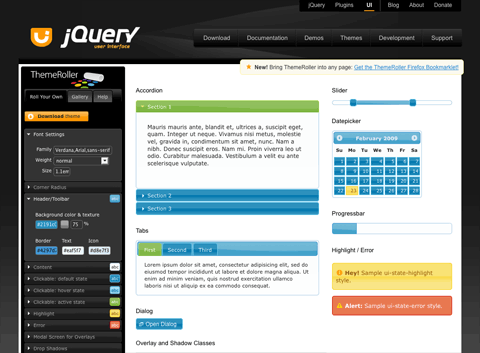 jQuery Plugins UI Blog About Donate
jQuery
user interface
Download Documentation Demos Themes Development Support
New! Bring ThemeRoller into any page: Get the ThemeRoller Firefox Bookmarklet!
ThemeRoller
Roll Your Own Gallery Help
Download theme
Font Settings
Family Verdana,Arial,sans-serif
Weight normal
Size 1.1em
Corner Radius
Header/Toolbar abc
Background color & texture
#2191c 75 %
Border Text Icon
#4297d #eaf5f7 #d8e7f3
Content abc
Clickable: default state abc
Clickable: hover state abc
Clickable: active state abc
Highlight abc
Error abc
Modal Screen for Overlays
Drop Shadows
Accordion
Section 1
Mauris mauris ante, blandit et, ultrices a, suscipit eget,
quam. Integer ut neque. Vivamus nisi metus, molestie
vel, gravida in, condimentum sit amet, nunc. Nam a
nibh. Donec suscipit eros. Nam mi. Proin viverra leo ut
odio. Curabitur malesuada. Vestibulum a velit eu ante
scelerisque vulputate.
Section 2
Section 3
Tabs
First Second Third
Lorem ipsum dolor sit amet, consectetur adipisicing elit, sed do
eiusmod tempor incididunt ut labore et dolore magna aliqua. Ut
enim ad minim veniam, quis nostrud exercitation ullamco
laboris nisi ut aliquip ex ea commodo consequat.
Dialog
Open Dialog
Overlay and Shadow Classes
Slider
Datepicker
February 2009
Su Mo Tu We Th Fr Sa
1 2 3 4 5 6 7
8 9 10 11 12 13 14
15 16 17 18 19 20 21
22 23 24 25 26 27 28
Progressbar
Highlight / Error
Hey! Sample ui-state-highlight
style.
Alert: Sample ui-state-error style.